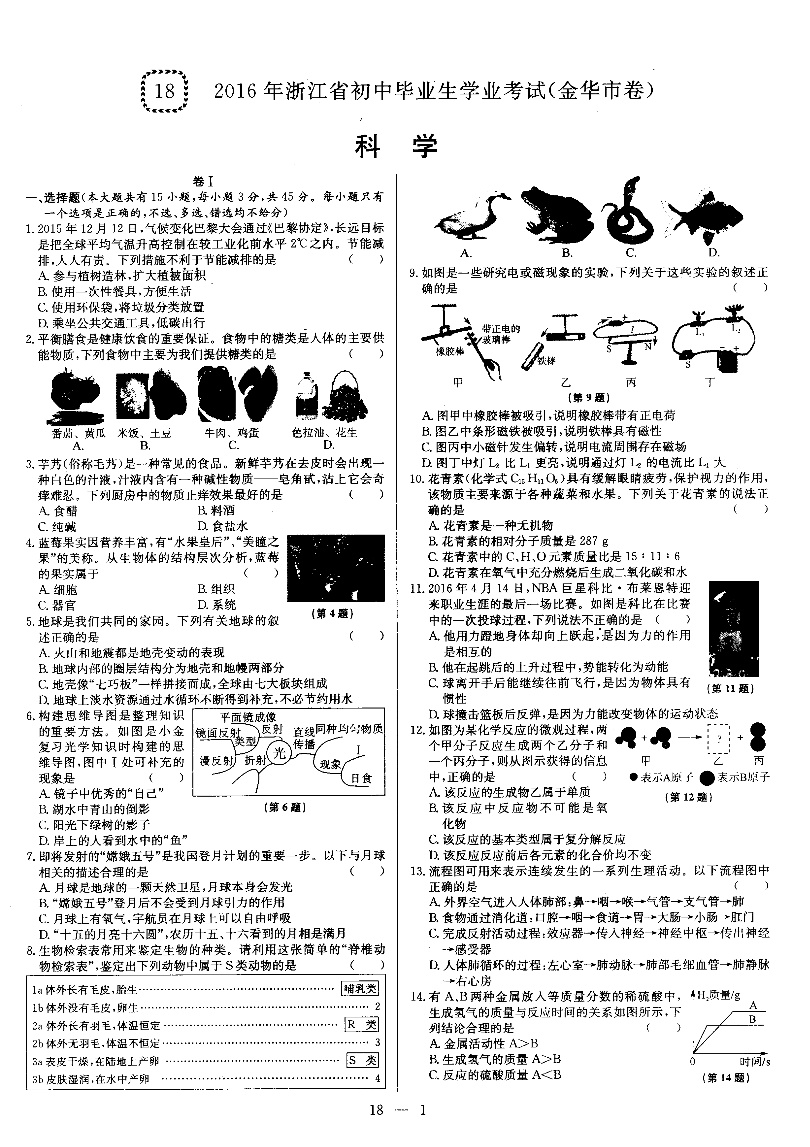 18
2016年浙江省初中毕业生学业考试(金华市卷)
科 学
卷Ⅰ
一、选择题(本大题共有15小题,每小题3分,共45分。每小题只有
一个选项是正确的,不选、多选、错选均不给分)
1.2015年12月12日,气候变化巴黎大会通过《巴黎协定》,长远目标
是把全球平均气温升高控制在较工业化前水平2℃之内。节能减
排,人人有责。下列措施不利于节能减排的是 ( )
A.参与植树造林,扩大植被面积
B.使用一次性餐具,方便生活
C.使用环保袋,将垃圾分类放置
D.乘坐公共交通工具,低碳出行
2.平衡膳食是健康饮食的重要保证。食物中的糖类是人体的主要供
能物质,下列食物中主要为我们提供糖类的是 ( )
番茄、黄瓜 米饭、土豆 牛肉、鸡蛋 色拉油、花生
A. B. C. D.
3.芋艿(俗称毛艿)是一种常见的食品。新鲜芋艿在去皮时会出现一
种白色的汁液,汁液内含有一种碱性物质——皂角甙,沾上它会奇
痒难忍。下列厨房中的物质止痒效果最好的是 ( )
A.食醋 B.料酒
C.纯碱 D.食盐水
4.蓝莓果实因营养丰富,有“水果皇后”、“美瞳之
果”的美称。从生物体的结构层次分析,蓝莓
的果实属于 ( )
A.细胞 B.组织
C.器官 D.系统
(第4题)
5.地球是我们共同的家园。下列有关地球的叙
述正确的是 ( )
A.火山和地震都是地壳变动的表现
B.地球内部的圈层结构分为地壳和地幔两部分
C.地壳像“七巧板”一样拼接而成,全球由七大板块组成
D.地球上淡水资源通过水循环不断得到补充,不必节约用水
6.构建思维导图是整理知识
的重要方法。如图是小金
复习光学知识时构建的思
维导图,图中Ⅰ处可补充的
现象是 ( )
A.镜子中优秀的“自己”
B.湖水中青山的倒影
C.阳光下绿树的影子
D.岸上的人看到水中的“鱼”
平面镜成像
镜面反射 反射 直线 同种均匀物质
类型 传播
漫反射 折射 光 Ⅰ
现象
日食
(第6题)
7.即将发射的“嫦娥五号”是我国登月计划的重要一步。以下与月球
相关的描述合理的是 ( )
A.月球是地球的一颗天然卫星,月球本身会发光
B.“嫦娥五号”登月后不会受到月球引力的作用
C.月球上有氧气,宇航员在月球上可以自由呼吸
D.“十五的月亮十六圆”,农历十五、十六看到的月相是满月
8.生物检索表常用来鉴定生物的种类。请利用这张简单的“脊椎动
物检索表”,鉴定出下列动物中属于S类动物的是 ( )
1a体外长有毛皮,胎生 哺乳类
1b体外没有毛皮,卵生 2
2a体外长有羽毛,体温恒定 R 类
2b体外无羽毛,体温不恒定 3
3a表皮干燥,在陆地上产卵 S 类
3b皮肤湿润,在水中产卵 4
A. B. C. D.
9.如图是一些研究电或磁现象的实验,下列关于这些实验的叙述正
确的是 ( )
带正电的
玻璃棒
橡胶棒
铁棒
I
S N
L₁ L₂
S
甲 乙 丙 丁
(第9题)
A.图甲中橡胶棒被吸引,说明橡胶棒带有正电荷
B.图乙中条形磁铁被吸引,说明铁棒具有磁性
C.图丙中小磁针发生偏转,说明电流周围存在磁场
D.图丁中灯L₂比L₁更亮,说明通过灯L₂的电流比L₁大
10.花青素(化学式C₁₅H₁₁O₆)具有缓解眼睛疲劳,保护视力的作用,
该物质主要来源于各种蔬菜和水果。下列关于花青素的说法正
确的是 ( )
A.花青素是一种无机物
B.花青素的相对分子质量是287 g
C.花青素中的C、H、O元素质量比是15∶11∶6
D.花青素在氧气中充分燃烧后生成二氧化碳和水
11.2016年4月14日,NBA巨星科比·布莱恩特迎
来职业生涯的最后一场比赛。如图是科比在比赛
中的一次投球过程,下列说法不正确的是 ( )
A.他用力蹬地身体却向上跃起,是因为力的作用
是相互的
B.他在起跳后的上升过程中,势能转化为动能
C.球离开手后能继续往前飞行,是因为物体具有
惯性
D.球撞击篮板后反弹,是因为力能改变物体的运动状态
(第11题)
12.如图为某化学反应的微观过程,两
个甲分子反应生成两个乙分子和
一个丙分子,则从图示获得的信息
中,正确的是 ( )
A.该反应的生成物乙属于单质
B.该反应中反应物不可能是氧
化物
C.该反应的基本类型属于复分解反应
D.该反应反应前后各元素的化合价均不变
+ → ? +
甲 乙 丙
表示A原子 表示B原子
(第12题)
13.流程图可用来表示连续发生的一系列生理活动。以下流程图中
正确的是 ( )
A.外界空气进入人体肺部:鼻→咽→喉→气管→支气管→肺
B.食物通过消化道:口腔→咽→食道→胃→大肠→小肠→肛门
C.完成反射活动过程:效应器→传入神经→神经中枢→传出神经
→感受器
D.人体肺循环的过程:左心室→肺动脉→肺部毛细血管→肺静脉
→右心房
14.有A、B两种金属放入等质量分数的稀硫酸中,
生成氢气的质量与反应时间的关系如图所示,下
列结论合理的是 ( )
A.金属活动性A>B
B.生成氢气的质量A>B
C.反应的硫酸质量A<B
H₂质量/g
A
B
0 时间/s
(第14题)
18 — 1